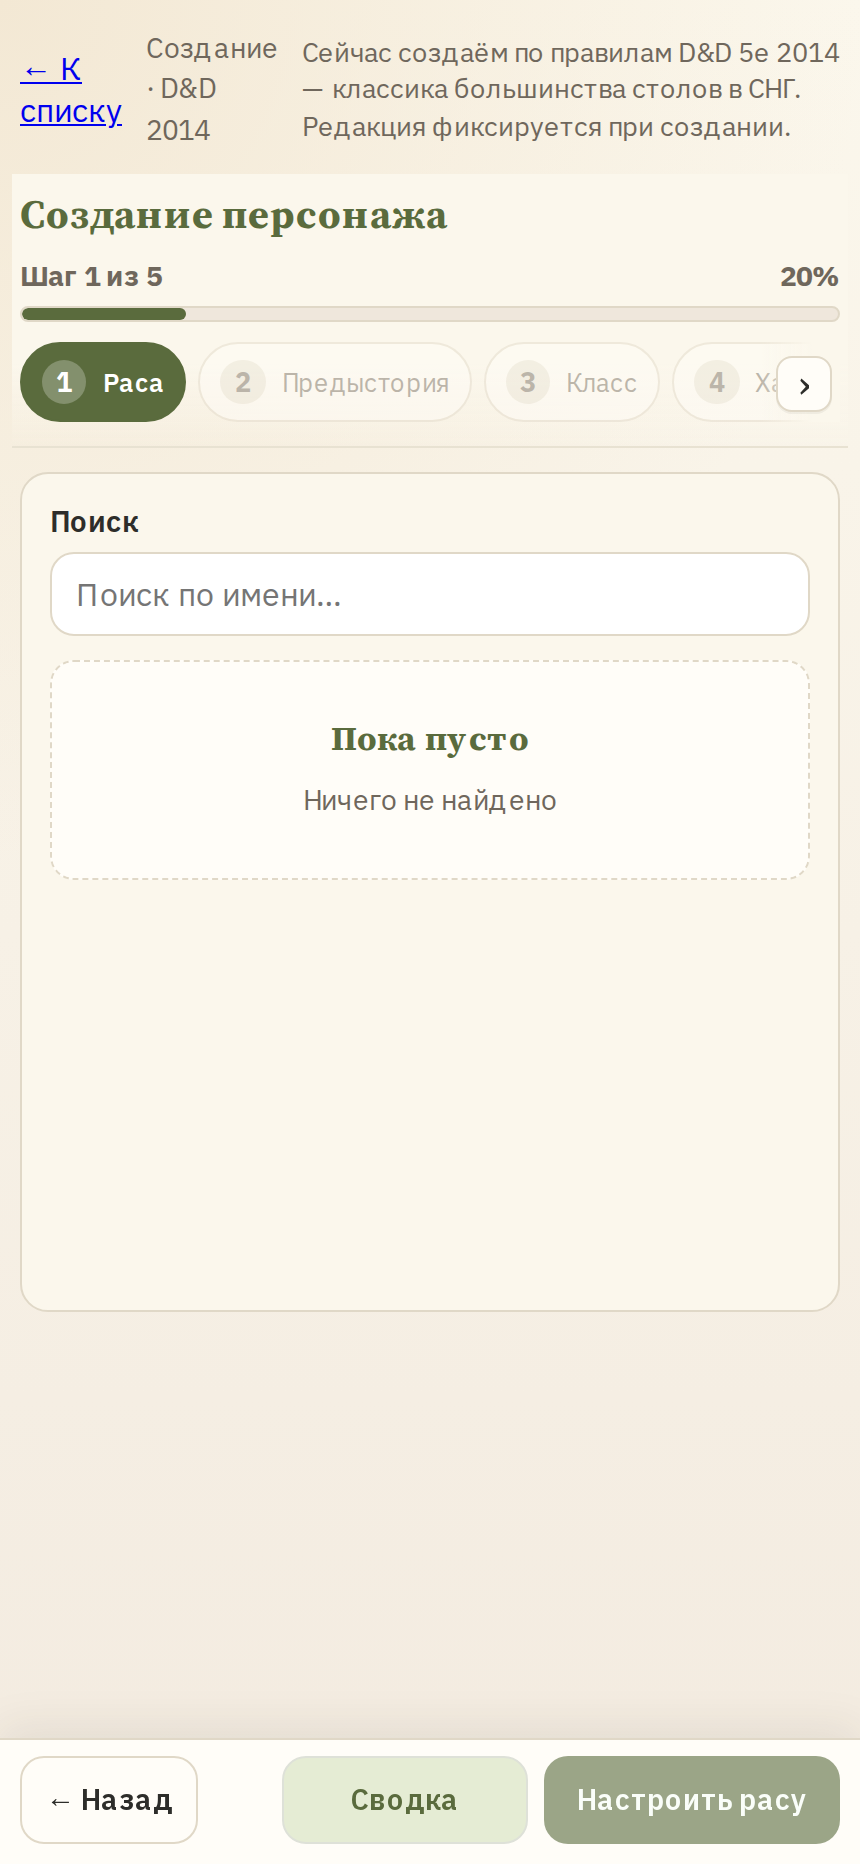 ← К
списку
Создание
· D&D
2014
Сейчас создаём по правилам D&D 5e 2014
— классика большинства столов в СНГ.
Редакция фиксируется при создании.
Создание персонажа
Шаг 1 из 5
20%
1 Раса
2 Предыстория
3 Класс
4 Ха
›
Поиск
Поиск по имени...
Пока пусто
Ничего не найдено
← Назад
Сводка
Настроить расу